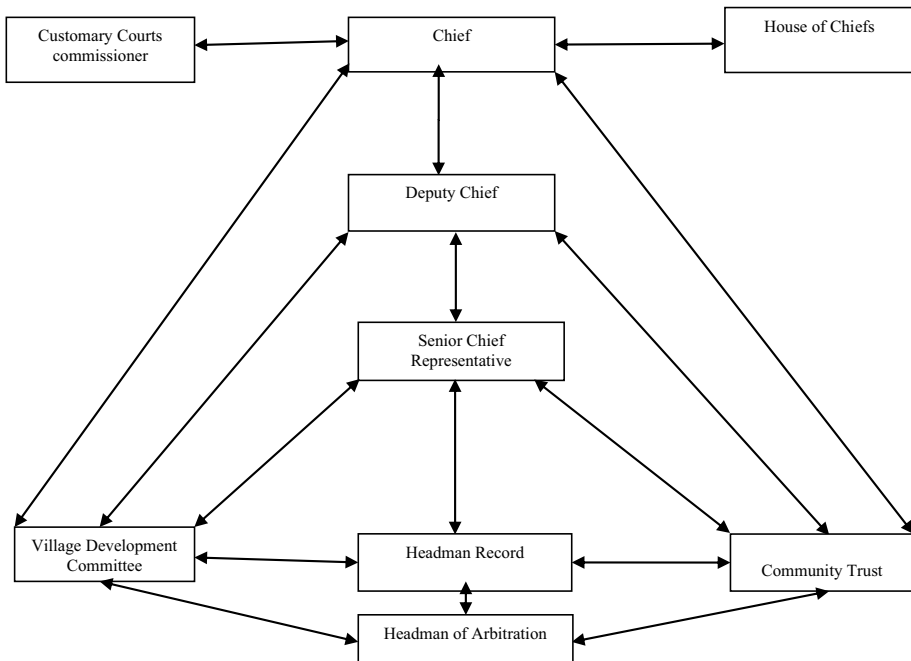 Customary Courts
commissioner
Chief
House of Chiefs
Deputy Chief
Senior Chief
Representative
Village Development
Committee
Headman Record
Community Trust
Headman of Arbitration